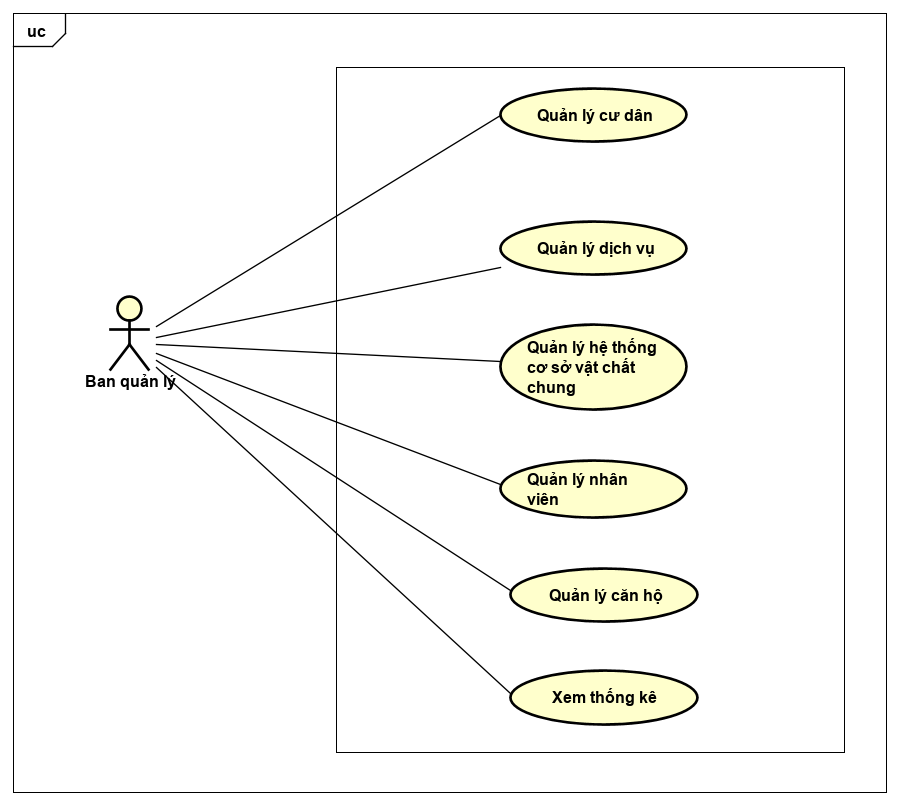 uc
Quản lý cư dân
Quản lý dịch vụ
Ban quản lý
Quản lý hệ thống
cơ sở vật chất
chung
Quản lý nhân
viên
Quản lý căn hộ
Xem thống kê